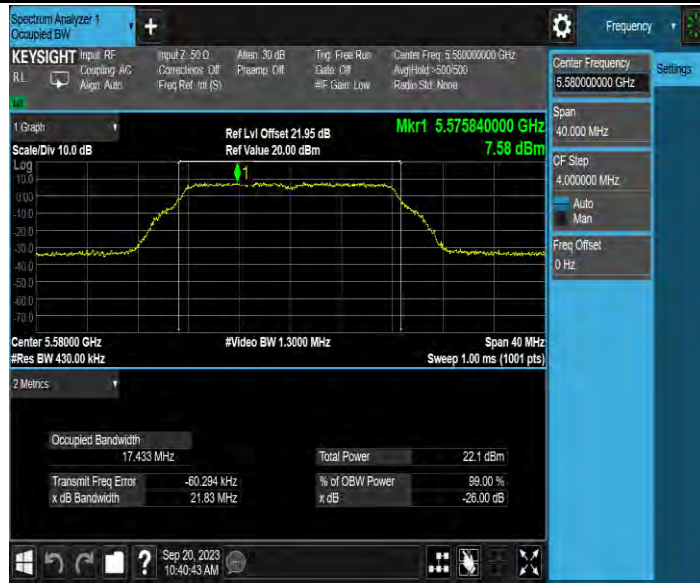 Spectrum Analyzer 1
Occupied BW
+
Frequency
KEYSIGHT Input: RF
Coupling: AC
Align: Auto
RL
Input Z: 50 Ω
Corrections: Off
Freq Ref: Int (S)
Atten: 30 dB
Preamp: Off
Trig: Free Run
Gate: Off
#IF Gain: Low
Center Freq: 5.580000000 GHz
Avg|Hold:>500/500
Radio Std: None
Center Frequency
5.580000000 GHz
Settings
Span
40.000 MHz
CF Step
4.000000 MHz
Auto
Man
Freq Offset
0 Hz
1 Graph
Scale/Div 10.0 dB
Ref Lvl Offset 21.95 dB
Ref Value 20.00 dBm
Mkr1 5.575840000 GHz
7.58 dBm
Log
10.0
0.00
-10.0
-20.0
-30.0
-40.0
-50.0
-60.0
-70.0
1
Center 5.58000 GHz
#Res BW 430.00 kHz
#Video BW 1.3000 MHz
Span 40 MHz
Sweep 1.00 ms (1001 pts)
2 Metrics
Occupied Bandwidth
17.433 MHz
Total Power 22.1 dBm
Transmit Freq Error -60.294 kHz
% of OBW Power 99.00 %
x dB Bandwidth 21.83 MHz
x dB -26.00 dB
?
Sep 20, 2023
10:40:43 AM